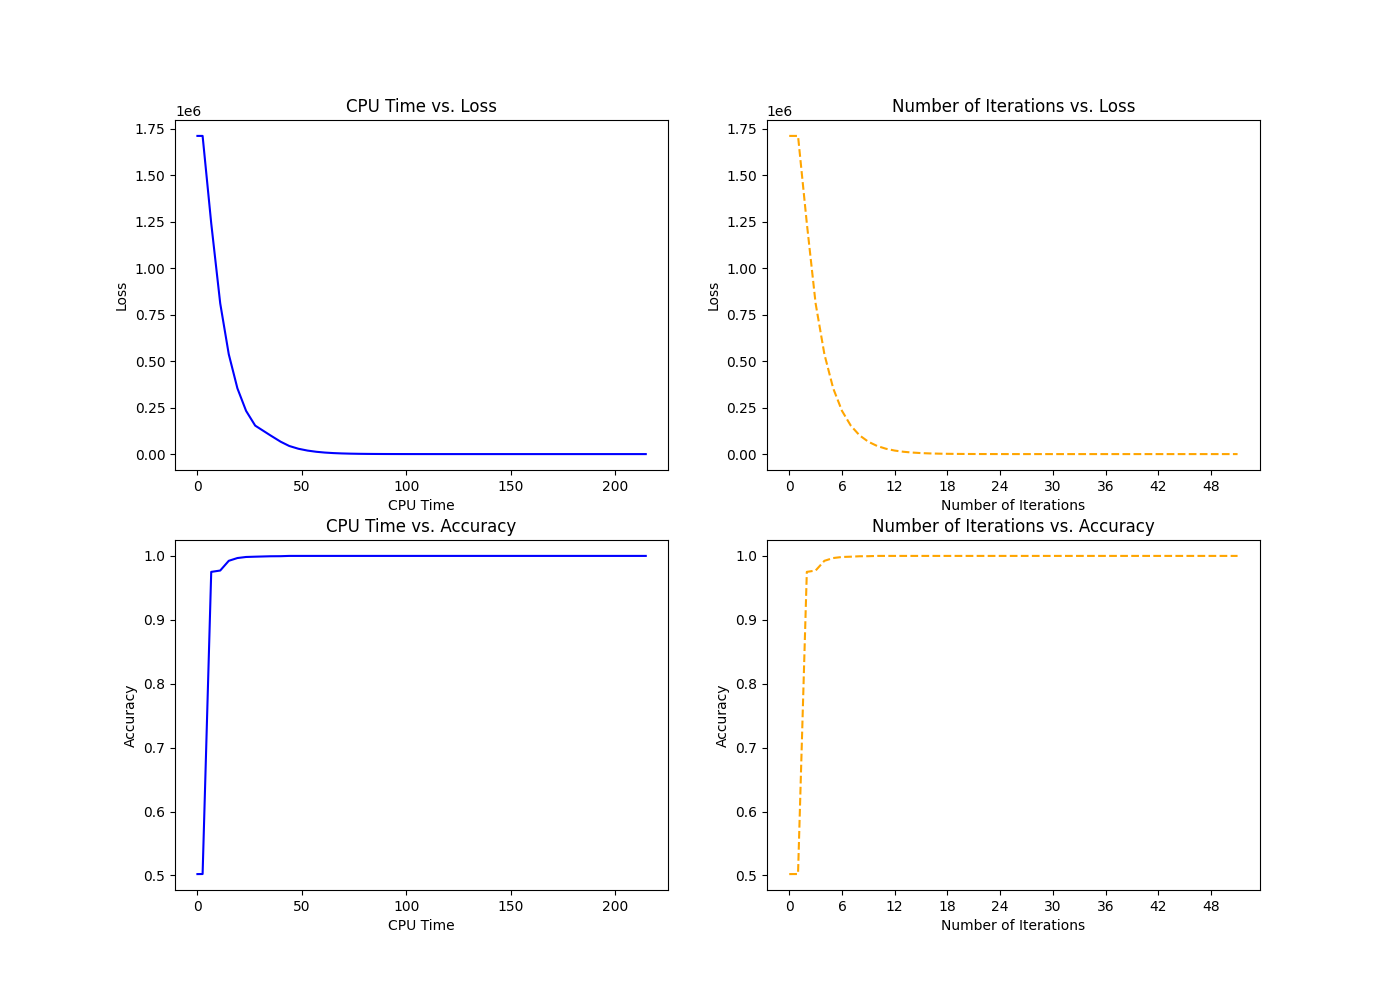 CPU Time vs. Loss
1e6
1.75
1.50
1.25
1.00
0.75
0.50
0.25
0.00
Loss
0 50 100 150 200
CPU Time
Number of Iterations vs. Loss
1e6
1.75
1.50
1.25
1.00
0.75
0.50
0.25
0.00
Loss
0 6 12 18 24 30 36 42 48
Number of Iterations
CPU Time vs. Accuracy
1.0
0.9
0.8
0.7
0.6
0.5
Accuracy
0 50 100 150 200
CPU Time
Number of Iterations vs. Accuracy
1.0
0.9
0.8
0.7
0.6
0.5
Accuracy
0 6 12 18 24 30 36 42 48
Number of Iterations